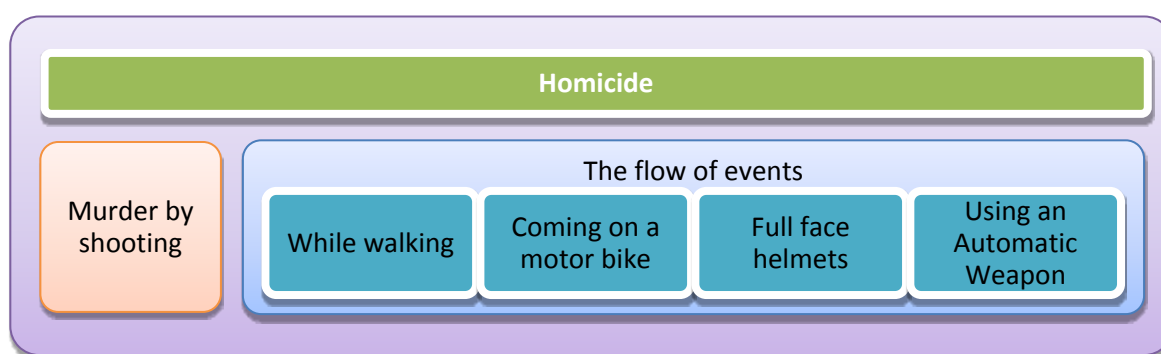 Homicide
Murder by
shooting
The flow of events
While walking
Coming on a
motor bike
Full face
helmets
Using an
Automatic
Weapon